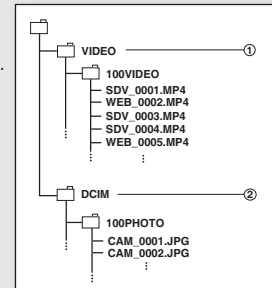 VIDEO ①
100VIDEO
SDV_0001.MP4
WEB_0002.MP4
SDV_0003.MP4
SDV_0004.MP4
WEB_0005.MP4
DCIM ②
100PHOTO
CAM_0001.JPG
CAM_0002.JPG